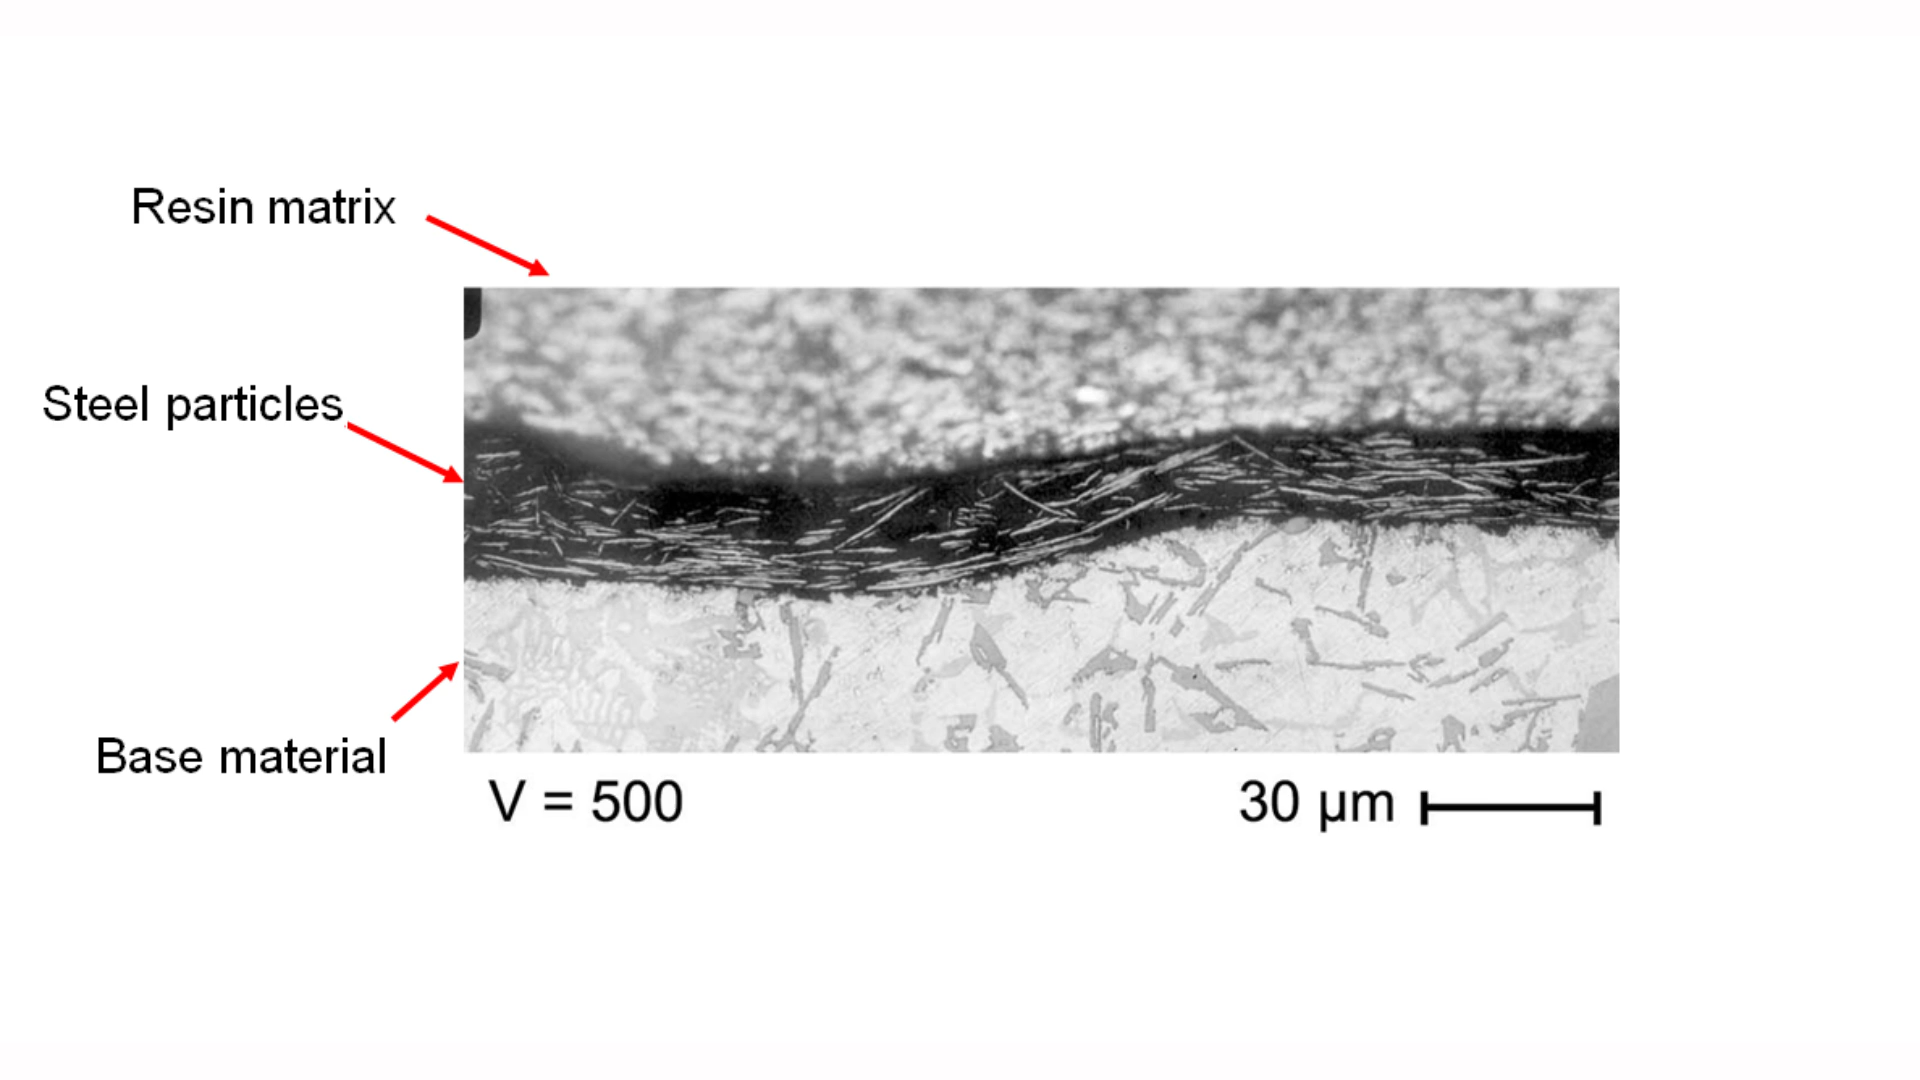 Resin matrix
Steel particles
Base material
V = 500
30 µm